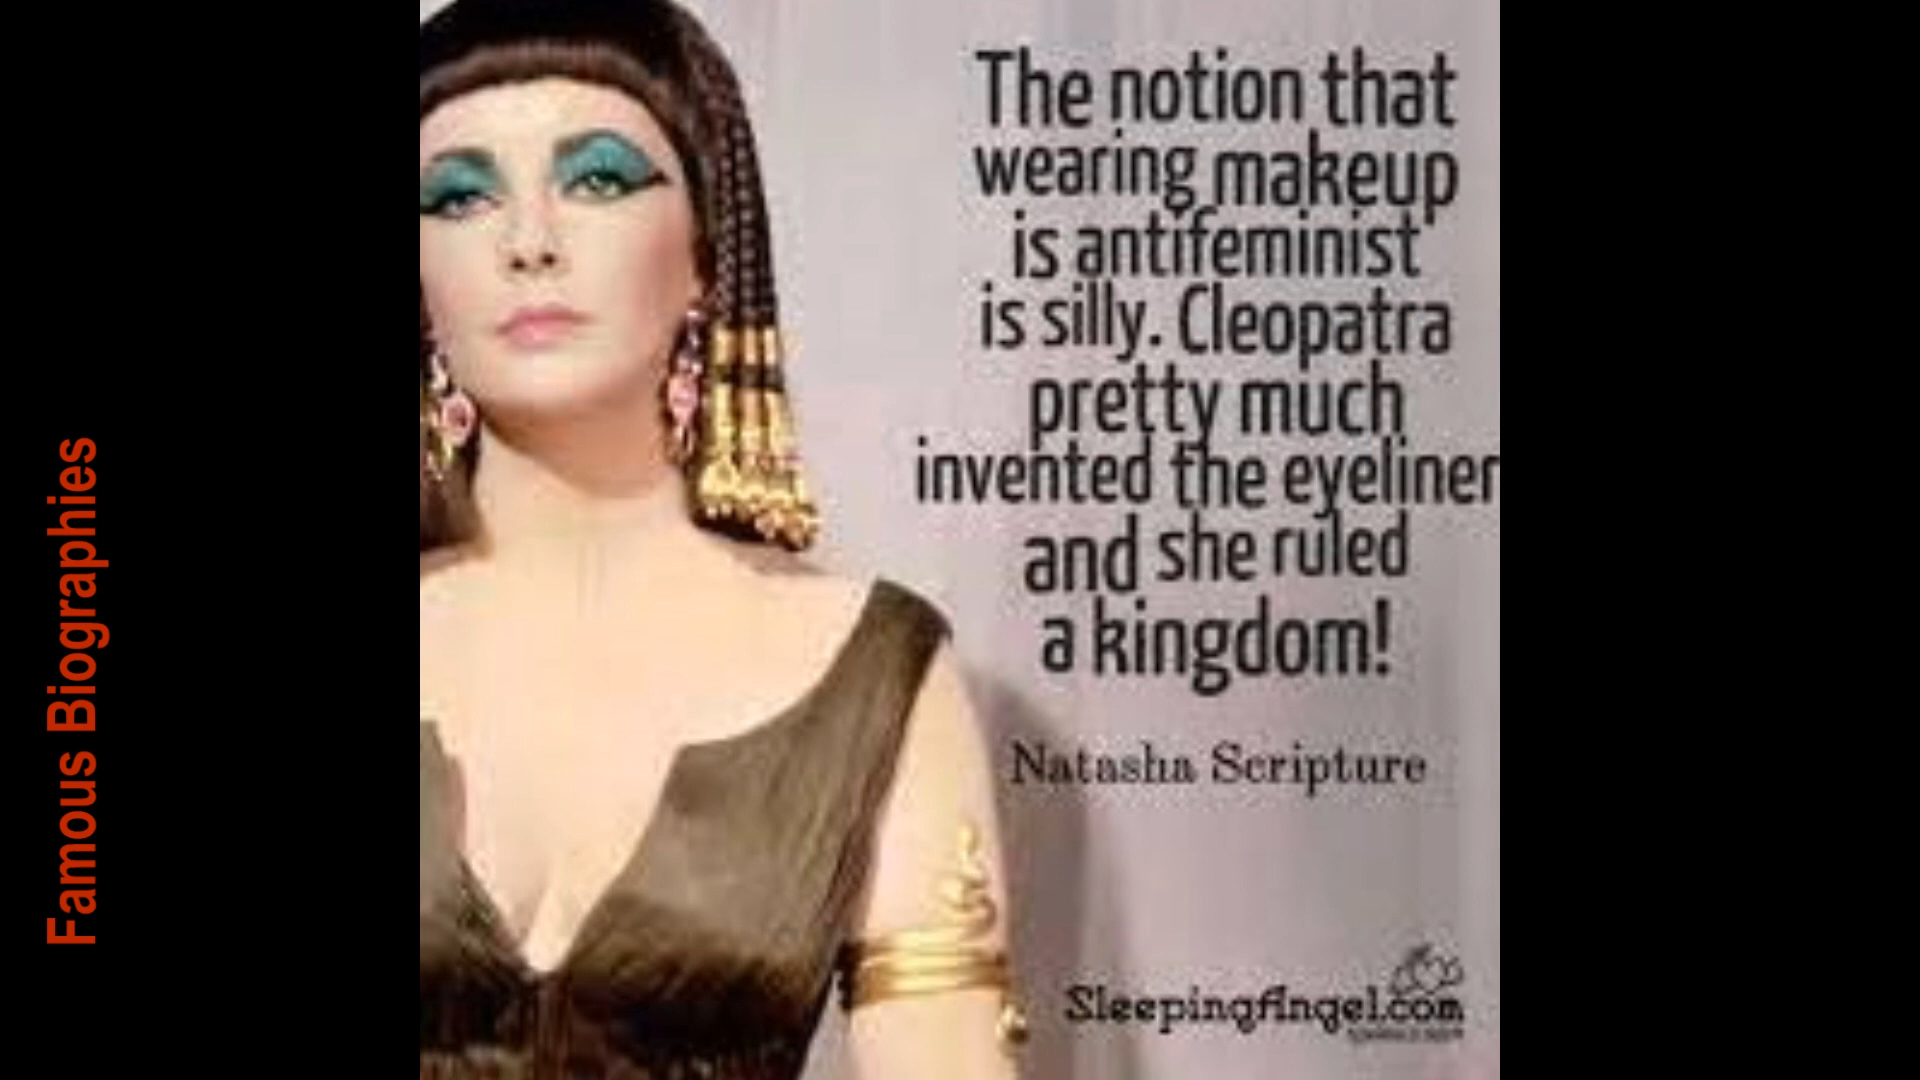 Famous Biographies
The notion that
wearing makeup
is antifeminist
is silly. Cleopatra
pretty much
invented the eyeliner
and she ruled
a kingdom!
Natasha Scripture
SleepingAngel.com